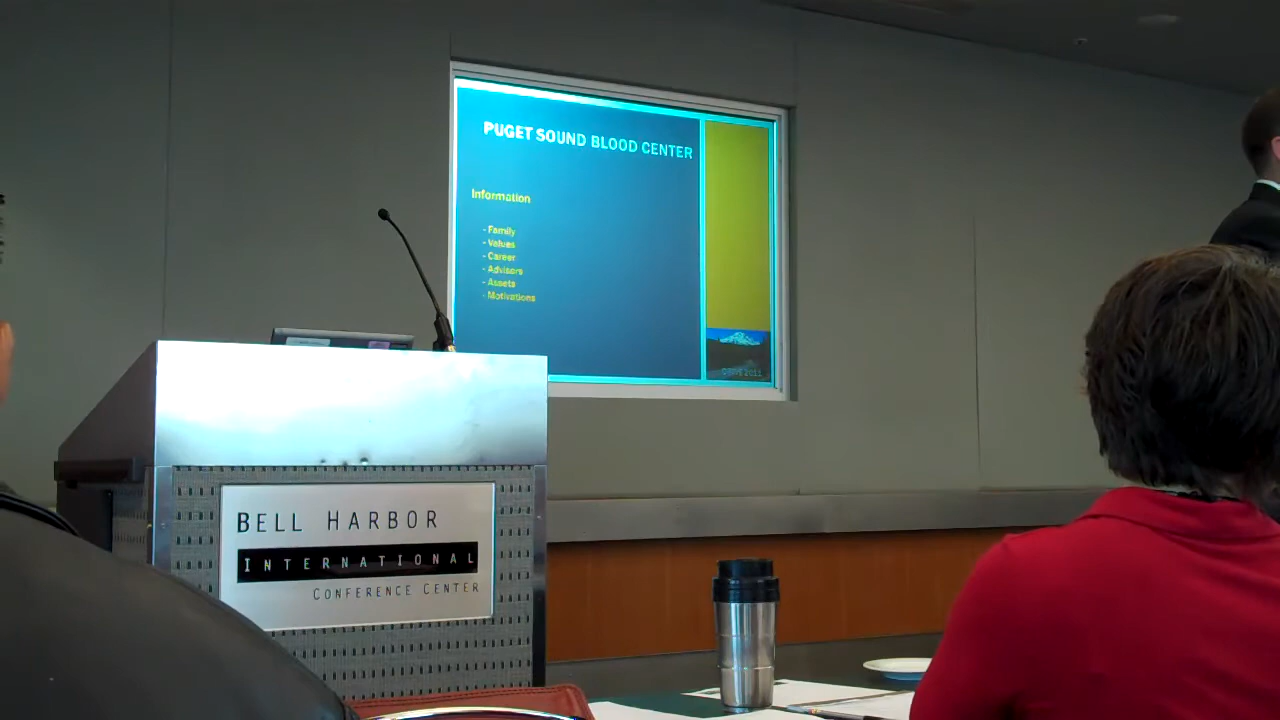 PUGET SOUND BLOOD CENTER
Information
- Family
- Values
- Career
- Advisors
- Assets
- Motivations
BELL HARBOR
INTERNATIONAL
CONFERENCE CENTER